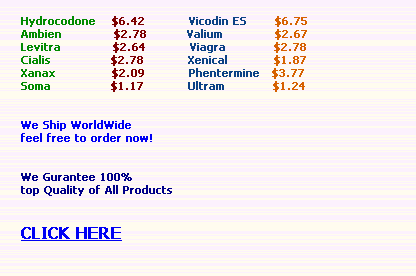 Hydrocodone $6.42 Vicodin ES $6.75
Ambien $2.78 Valium $2.67
Levitra $2.64 Viagra $2.78
Cialis $2.78 Xenical $1.87
Xanax $2.09 Phentermine $3.77
Soma $1.17 Ultram $1.24
We Ship WorldWide
feel free to order now!
We Gurantee 100%
top Quality of All Products
CLICK HERE